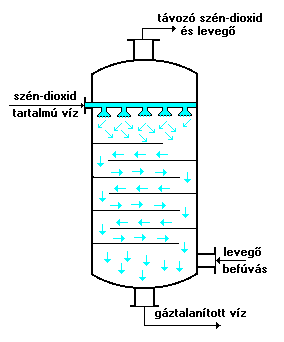 távozó szén-dioxid
és levegő
szén-dioxid
tartalmú víz
levegő
befúvás
gáztalanított víz